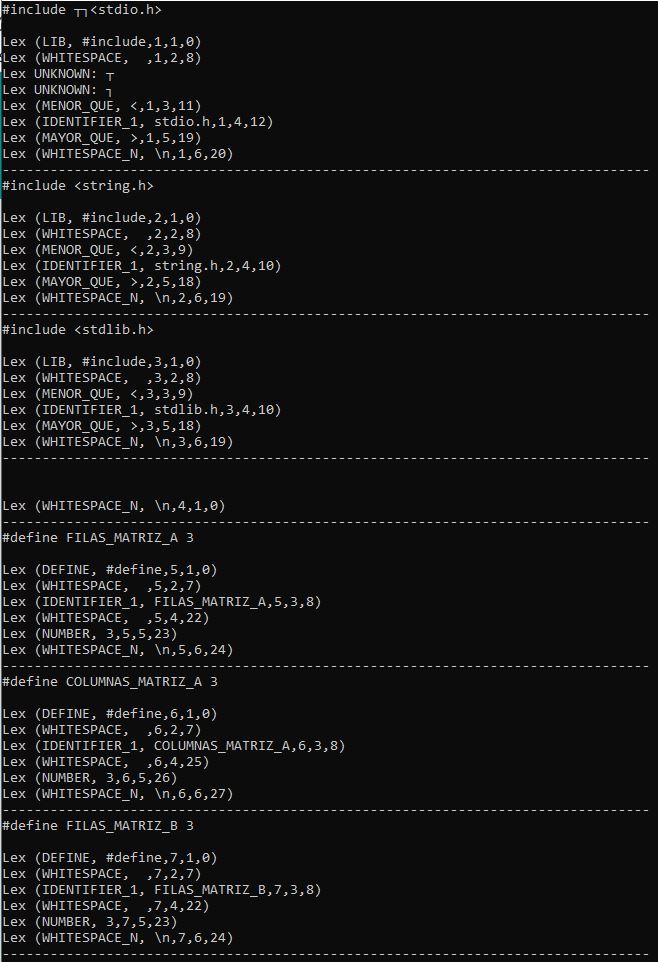 #include ┬┐<stdio.h>
Lex (LIB, #include,1,1,0)
Lex (WHITESPACE,  ,1,2,8)
Lex UNKNOWN: ┬
Lex UNKNOWN: ┐
Lex (MENOR_QUE, <,1,3,11)
Lex (IDENTIFIER_1, stdio.h,1,4,12)
Lex (MAYOR_QUE, >,1,5,19)
Lex (WHITESPACE_N, \n,1,6,20)
---------------------------------------------------------------------------------
#include <string.h>
Lex (LIB, #include,2,1,0)
Lex (WHITESPACE,  ,2,2,8)
Lex (MENOR_QUE, <,2,3,9)
Lex (IDENTIFIER_1, string.h,2,4,10)
Lex (MAYOR_QUE, >,2,5,18)
Lex (WHITESPACE_N, \n,2,6,19)
---------------------------------------------------------------------------------
#include <stdlib.h>
Lex (LIB, #include,3,1,0)
Lex (WHITESPACE,  ,3,2,8)
Lex (MENOR_QUE, <,3,3,9)
Lex (IDENTIFIER_1, stdlib.h,3,4,10)
Lex (MAYOR_QUE, >,3,5,18)
Lex (WHITESPACE_N, \n,3,6,19)
---------------------------------------------------------------------------------
Lex (WHITESPACE_N, \n,4,1,0)
---------------------------------------------------------------------------------
#define FILAS_MATRIZ_A 3
Lex (DEFINE, #define,5,1,0)
Lex (WHITESPACE,  ,5,2,7)
Lex (IDENTIFIER_1, FILAS_MATRIZ_A,5,3,8)
Lex (WHITESPACE,  ,5,4,22)
Lex (NUMBER, 3,5,5,23)
Lex (WHITESPACE_N, \n,5,6,24)
---------------------------------------------------------------------------------
#define COLUMNAS_MATRIZ_A 3
Lex (DEFINE, #define,6,1,0)
Lex (WHITESPACE,  ,6,2,7)
Lex (IDENTIFIER_1, COLUMNAS_MATRIZ_A,6,3,8)
Lex (WHITESPACE,  ,6,4,25)
Lex (NUMBER, 3,6,5,26)
Lex (WHITESPACE_N, \n,6,6,27)
---------------------------------------------------------------------------------
#define FILAS_MATRIZ_B 3
Lex (DEFINE, #define,7,1,0)
Lex (WHITESPACE,  ,7,2,7)
Lex (IDENTIFIER_1, FILAS_MATRIZ_B,7,3,8)
Lex (WHITESPACE,  ,7,4,22)
Lex (NUMBER, 3,7,5,23)
Lex (WHITESPACE_N, \n,7,6,24)
---------------------------------------------------------------------------------